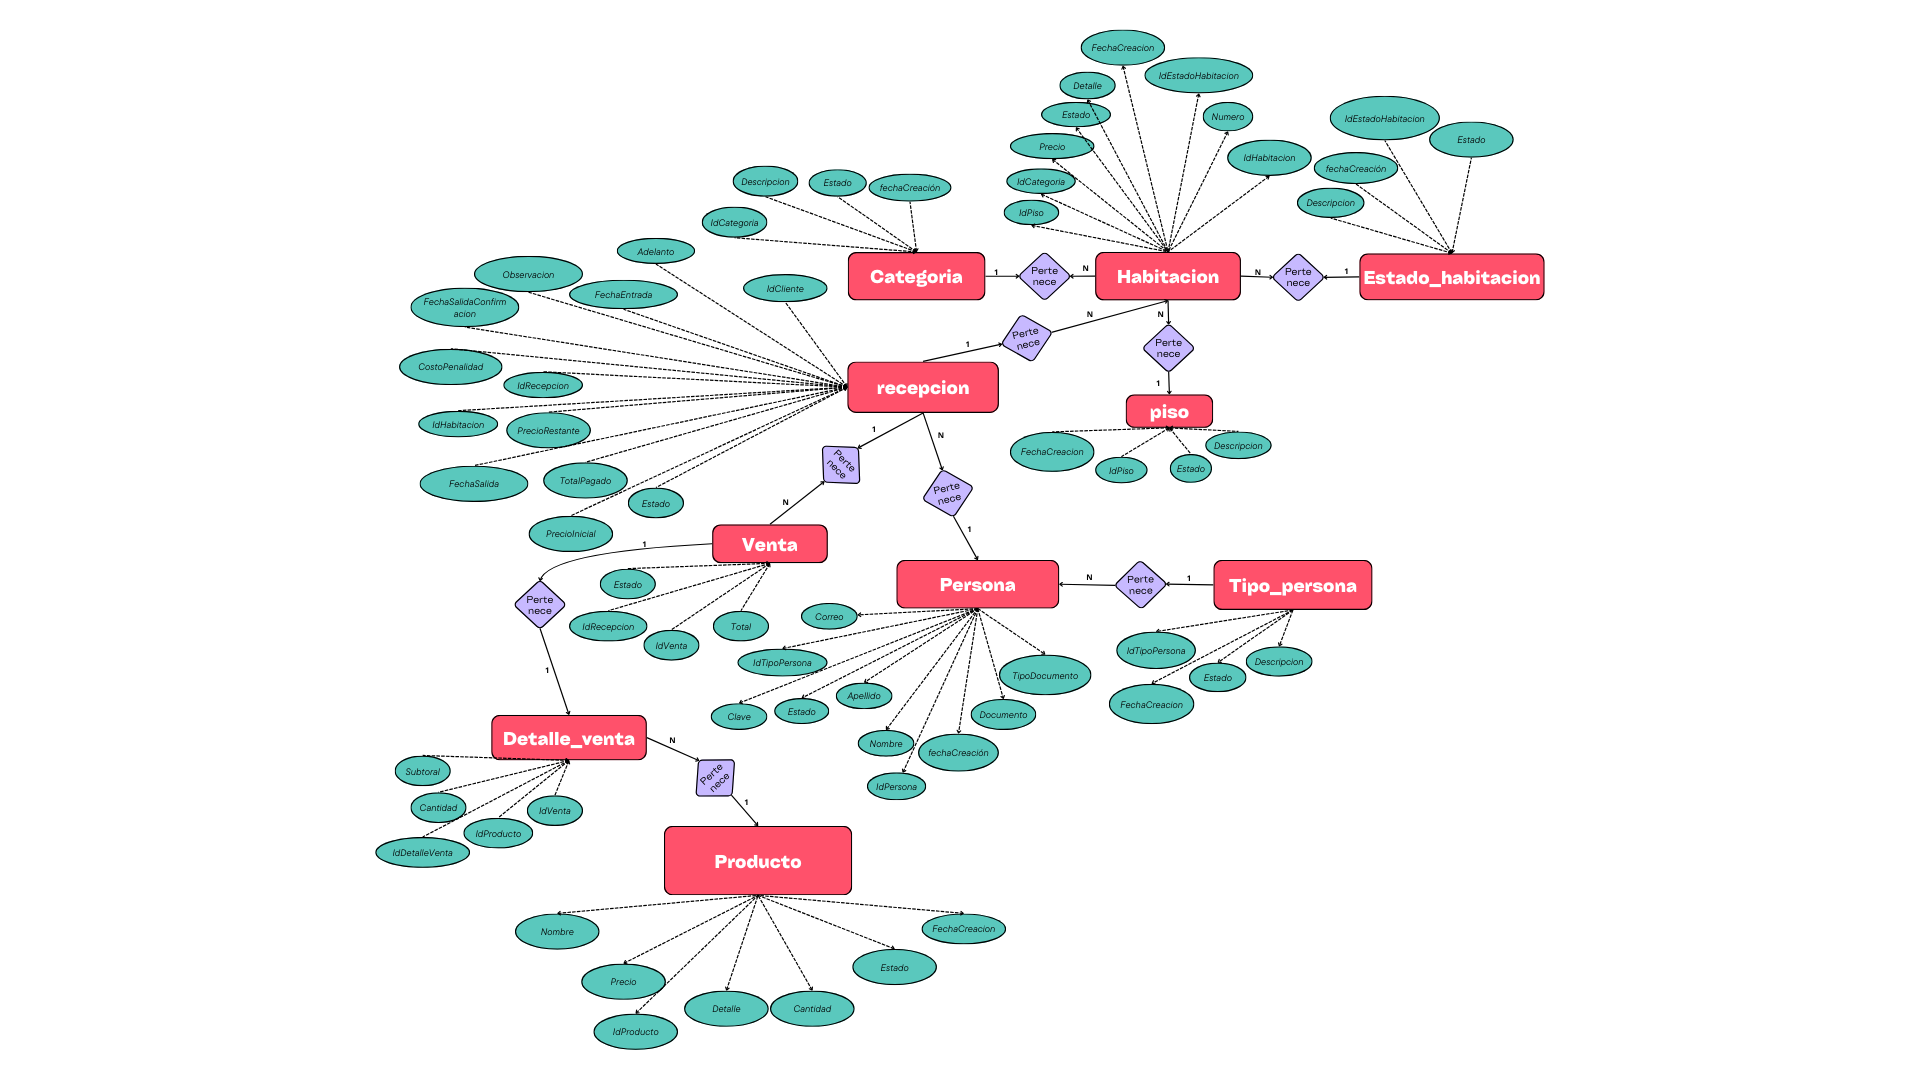 FechaCreacion
IdEstadoHabitacion
Detalle
Estado
Numero
Precio
IdHabitacion
IdCategoria
IdPiso
IdEstadoHabitacion
Estado
fechaCreación
Descripcion
Descripcion
Estado
fechaCreación
IdCategoria
Categoria
1
Perte
nece
N
Habitacion
N
Perte
nece
1
Estado_habitacion
Adelanto
Observacion
FechaEntrada
IdCliente
FechaSalidaConfirm
acion
CostoPenalidad
IdRecepcion
IdHabitacion
PrecioRestante
FechaSalida
TotalPagado
Estado
PrecioInicial
recepcion
1
Perte
nece
N
N
Perte
nece
1
piso
FechaCreacion
IdPiso
Estado
Descripcion
1
Perte
nece
N
N
Perte
nece
1
Venta
Estado
IdRecepcion
IdVenta
Total
1
Perte
nece
1
Persona
N
Perte
nece
1
Tipo_persona
Correo
IdTipoPersona
Clave
Estado
Apellido
Nombre
IdPersona
fechaCreación
Documento
TipoDocumento
IdTipoPersona
FechaCreacion
Estado
Descripcion
Detalle_venta
N
Perte
nece
1
Subtoral
Cantidad
IdDetalleVenta
IdProducto
IdVenta
Producto
Nombre
Precio
IdProducto
Detalle
Cantidad
Estado
FechaCreacion